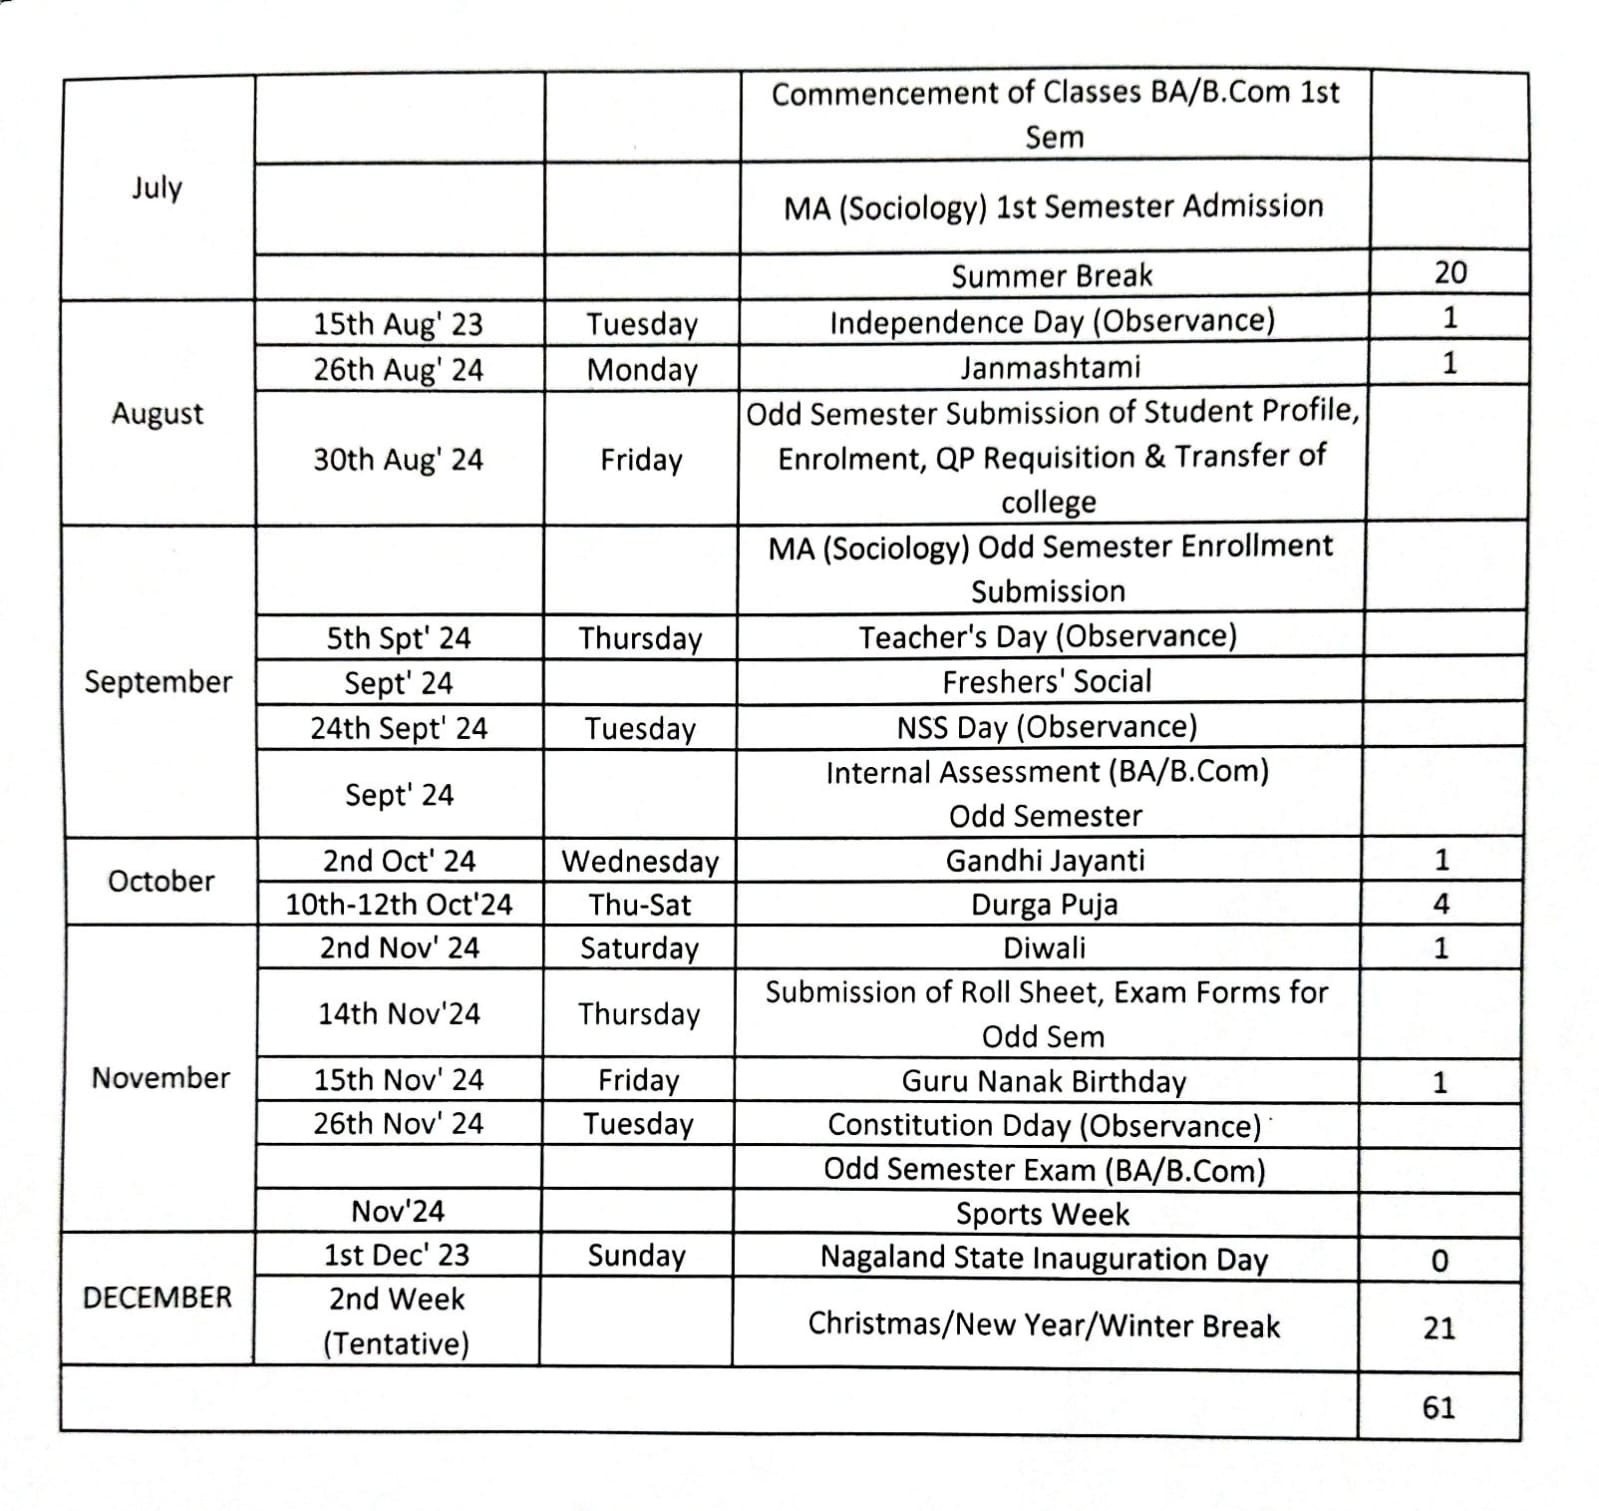 July
Commencement of Classes BA/B.Com 1st
Sem
MA (Sociology) 1st Semester Admission
Summer Break 20
August
15th Aug' 23 Tuesday Independence Day (Observance) 1
26th Aug' 24 Monday Janmashtami 1
Odd Semester Submission of Student Profile,
30th Aug' 24 Friday Enrolment, QP Requisition & Transfer of
college
September
MA (Sociology) Odd Semester Enrollment
Submission
5th Spt' 24 Thursday Teacher's Day (Observance)
Sept' 24 Freshers' Social
24th Sept' 24 Tuesday NSS Day (Observance)
Sept' 24 Internal Assessment (BA/B.Com)
Odd Semester
October
2nd Oct' 24 Wednesday Gandhi Jayanti 1
10th-12th Oct'24 Thu-Sat Durga Puja 4
November
2nd Nov' 24 Saturday Diwali 1
14th Nov'24 Thursday Submission of Roll Sheet, Exam Forms for
Odd Sem
15th Nov' 24 Friday Guru Nanak Birthday 1
26th Nov' 24 Tuesday Constitution Dday (Observance)
Odd Semester Exam (BA/B.Com)
Nov'24 Sports Week
DECEMBER
1st Dec' 23 Sunday Nagaland State Inauguration Day 0
2nd Week
(Tentative) Christmas/New Year/Winter Break 21
61